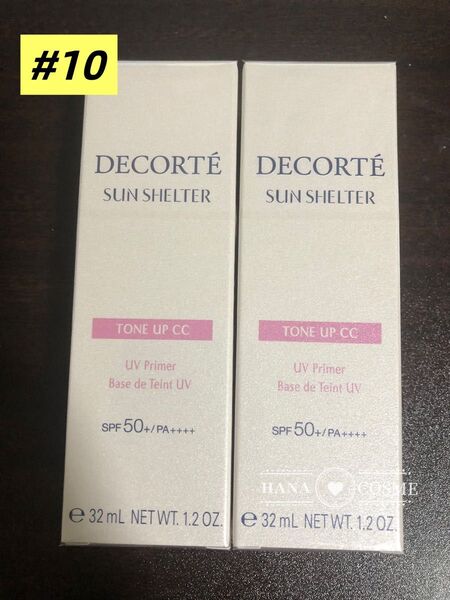 #10
DECORTÉ
SUN SHELTER
TONE UP CC
UV Primer
Base de Teint UV
SPF 50+/PA++++
℮ 32 mL NET WT. 1.2 OZ.
DECORTÉ
SUN SHELTER
TONE UP CC
UV Primer
Base de Teint UV
SPF 50+/PA++++
HANA COSME
℮ 32 mL NET WT. 1.2 OZ.